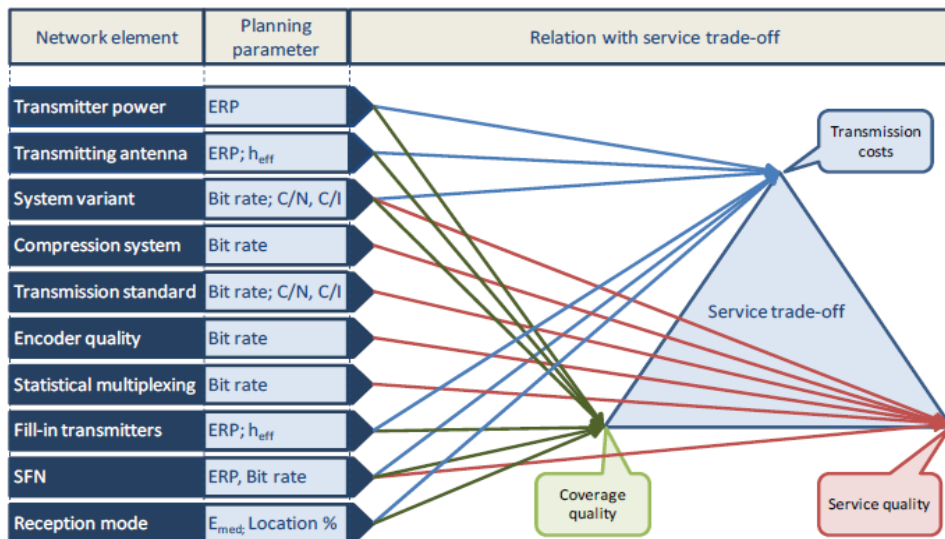 Network element
Planning
parameter
Relation with service trade-off
Transmitter power
ERP
Transmitting antenna
ERP; heff
System variant
Bit rate; C/N, C/I
Compression system
Bit rate
Transmission standard
Bit rate; C/N, C/I
Encoder quality
Bit rate
Statistical multiplexing
Bit rate
Fill-in transmitters
ERP; heff
SFN
ERP, Bit rate
Reception mode
Emed; Location %
Transmission
costs
Service trade-off
Coverage
quality
Service quality